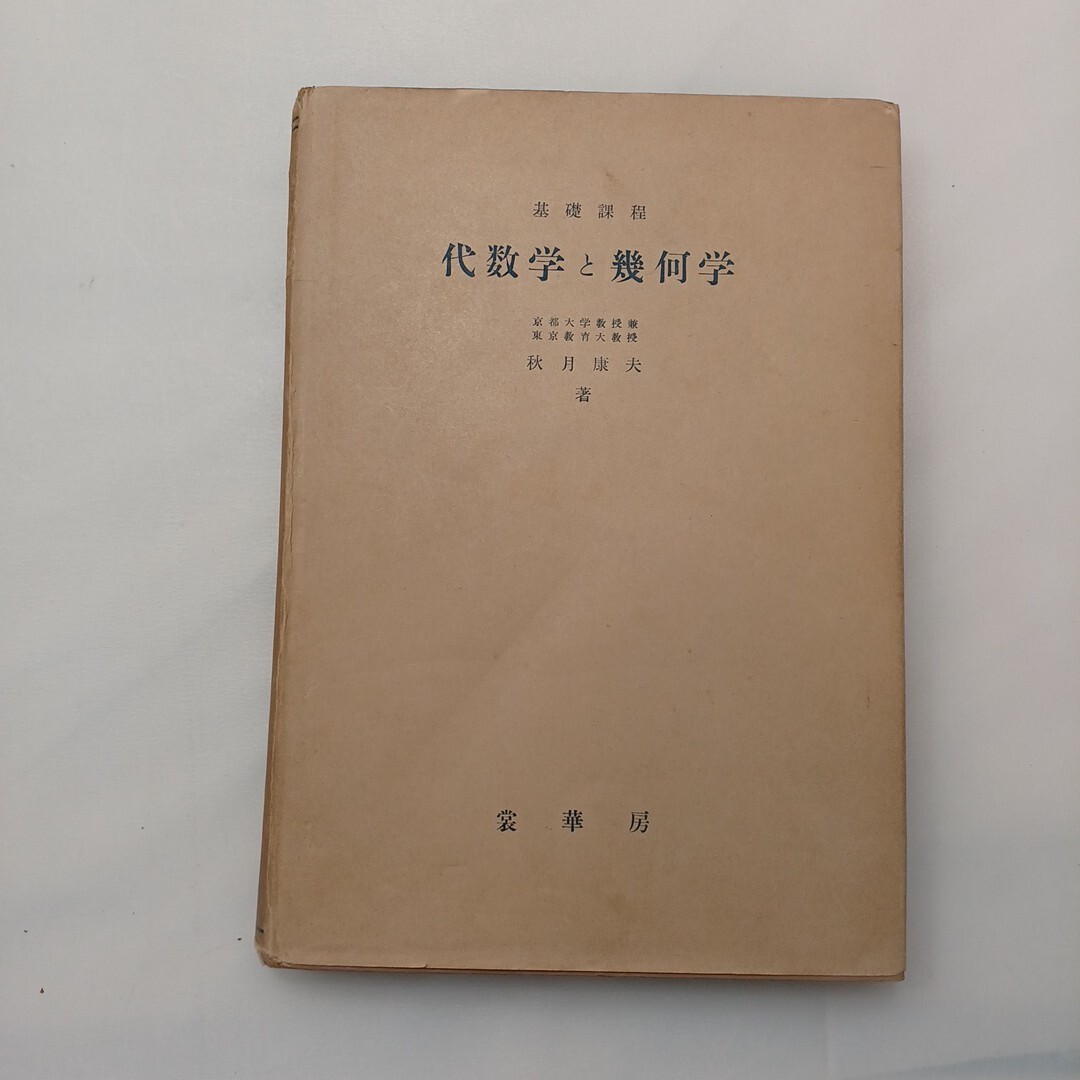 基礎課程
代数学と幾何学
京都大学教授兼
東京教育大教授
秋月康夫
著
裳華房